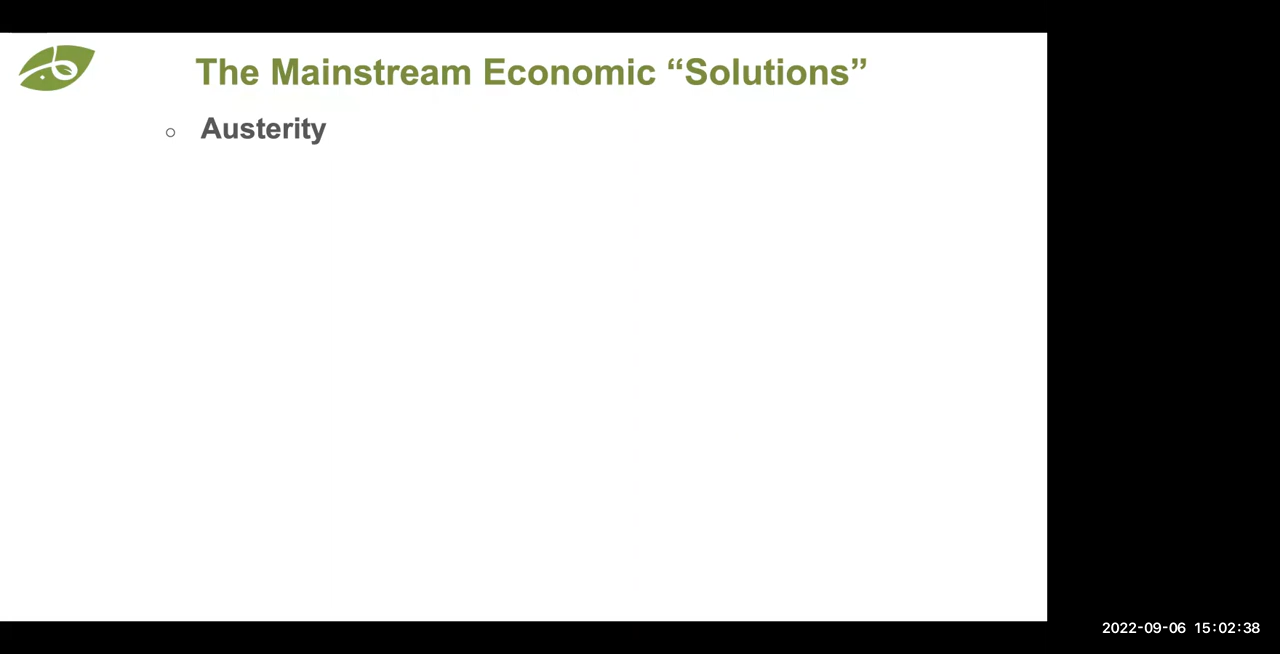 The Mainstream Economic “Solutions”
○ Austerity
2022-09-06 15:02:38